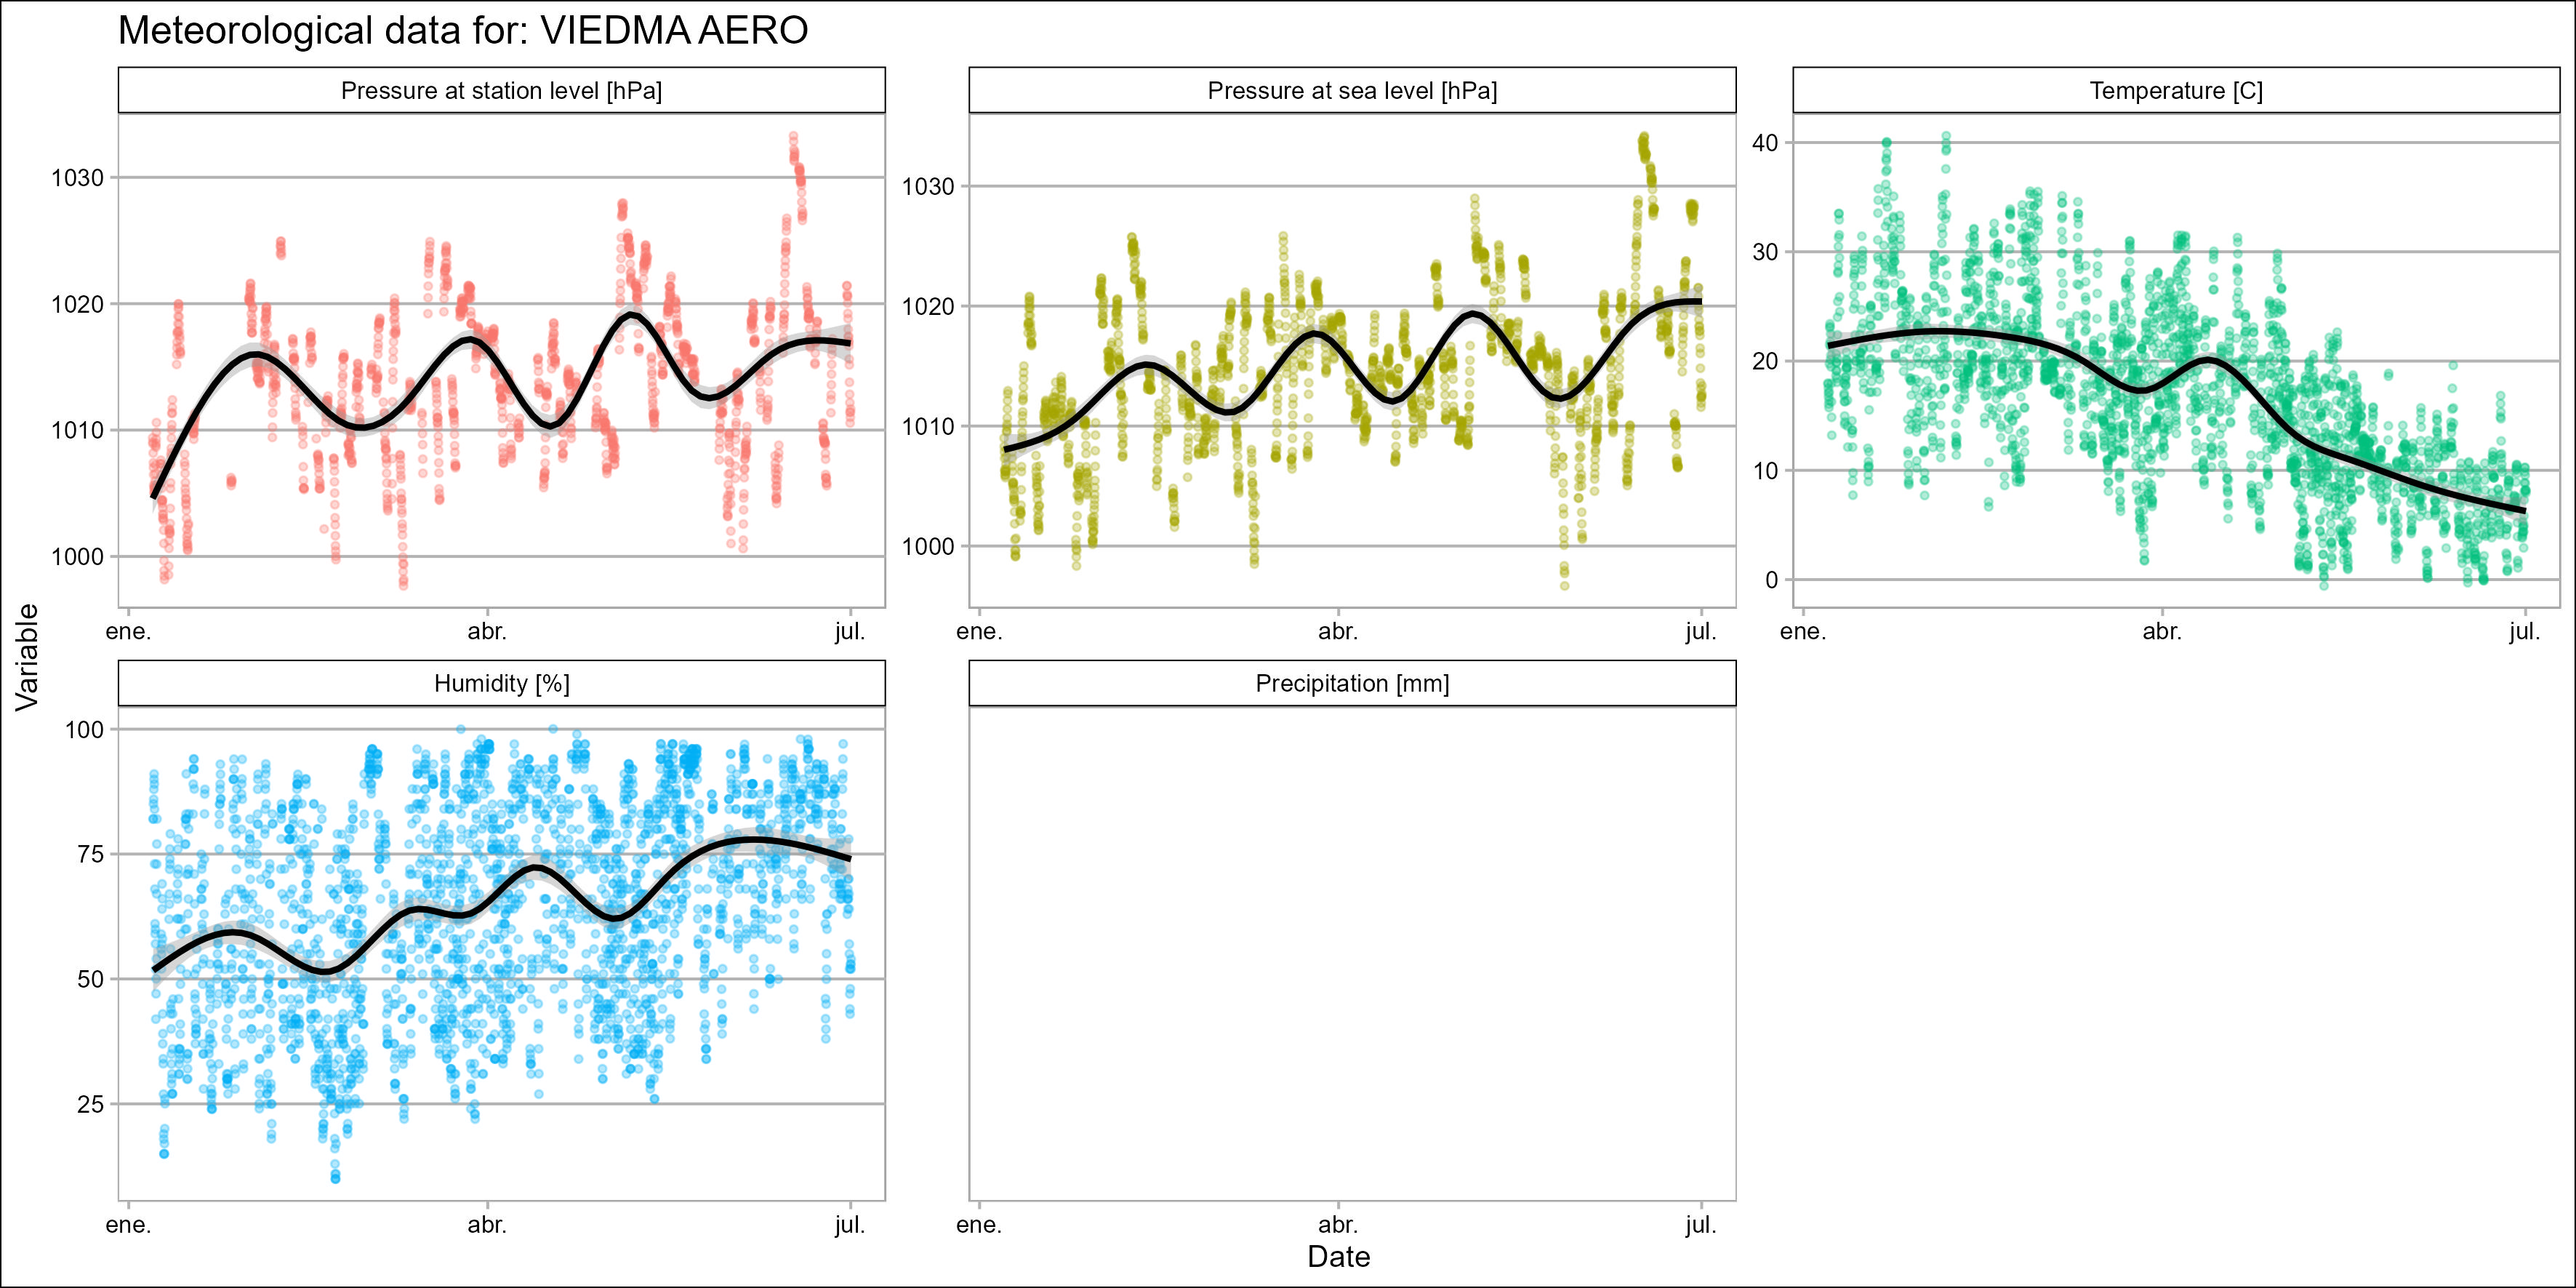 Meteorological data for: VIEDMA AERO
Pressure at station level [hPa]
Pressure at sea level [hPa]
Temperature [C]
1030
1020
1010
1000
ene.
abr.
jul.
1030
1020
1010
1000
ene.
abr.
jul.
40
30
20
10
0
ene.
abr.
jul.
Variable
Humidity [%]
Precipitation [mm]
100
75
50
25
ene.
abr.
jul.
ene.
abr.
jul.
Date